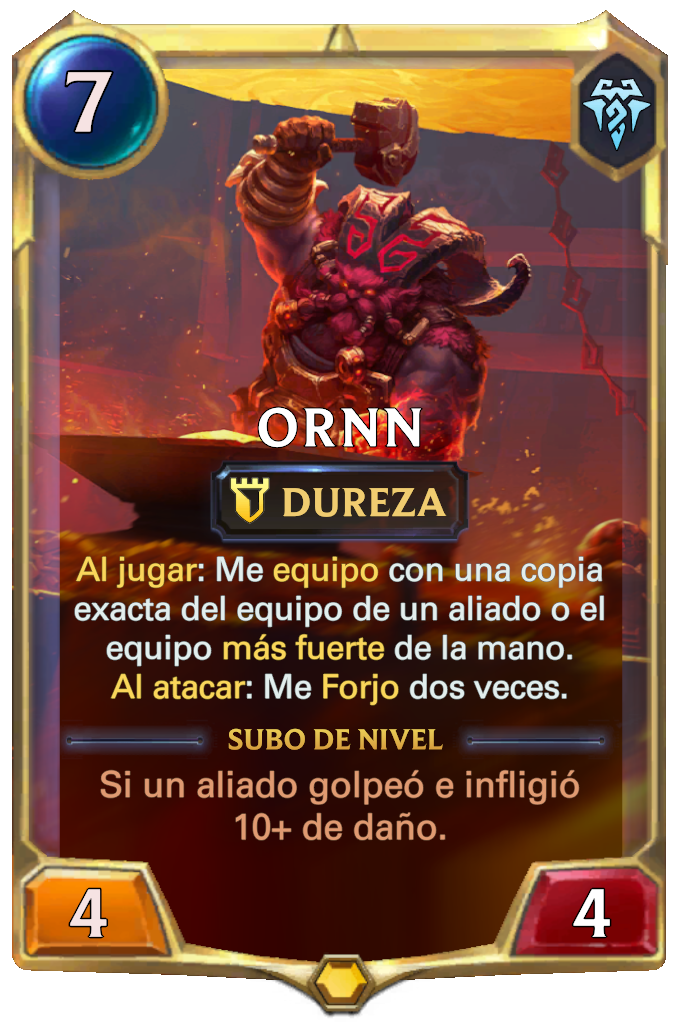 7
ORNN
DUREZA
Al jugar: Me equipo con una copia
exacta del equipo de un aliado o el
equipo más fuerte de la mano.
Al atacar: Me Forjo dos veces.
SUBO DE NIVEL
Si un aliado golpeó e infligió
10+ de daño.
4
4